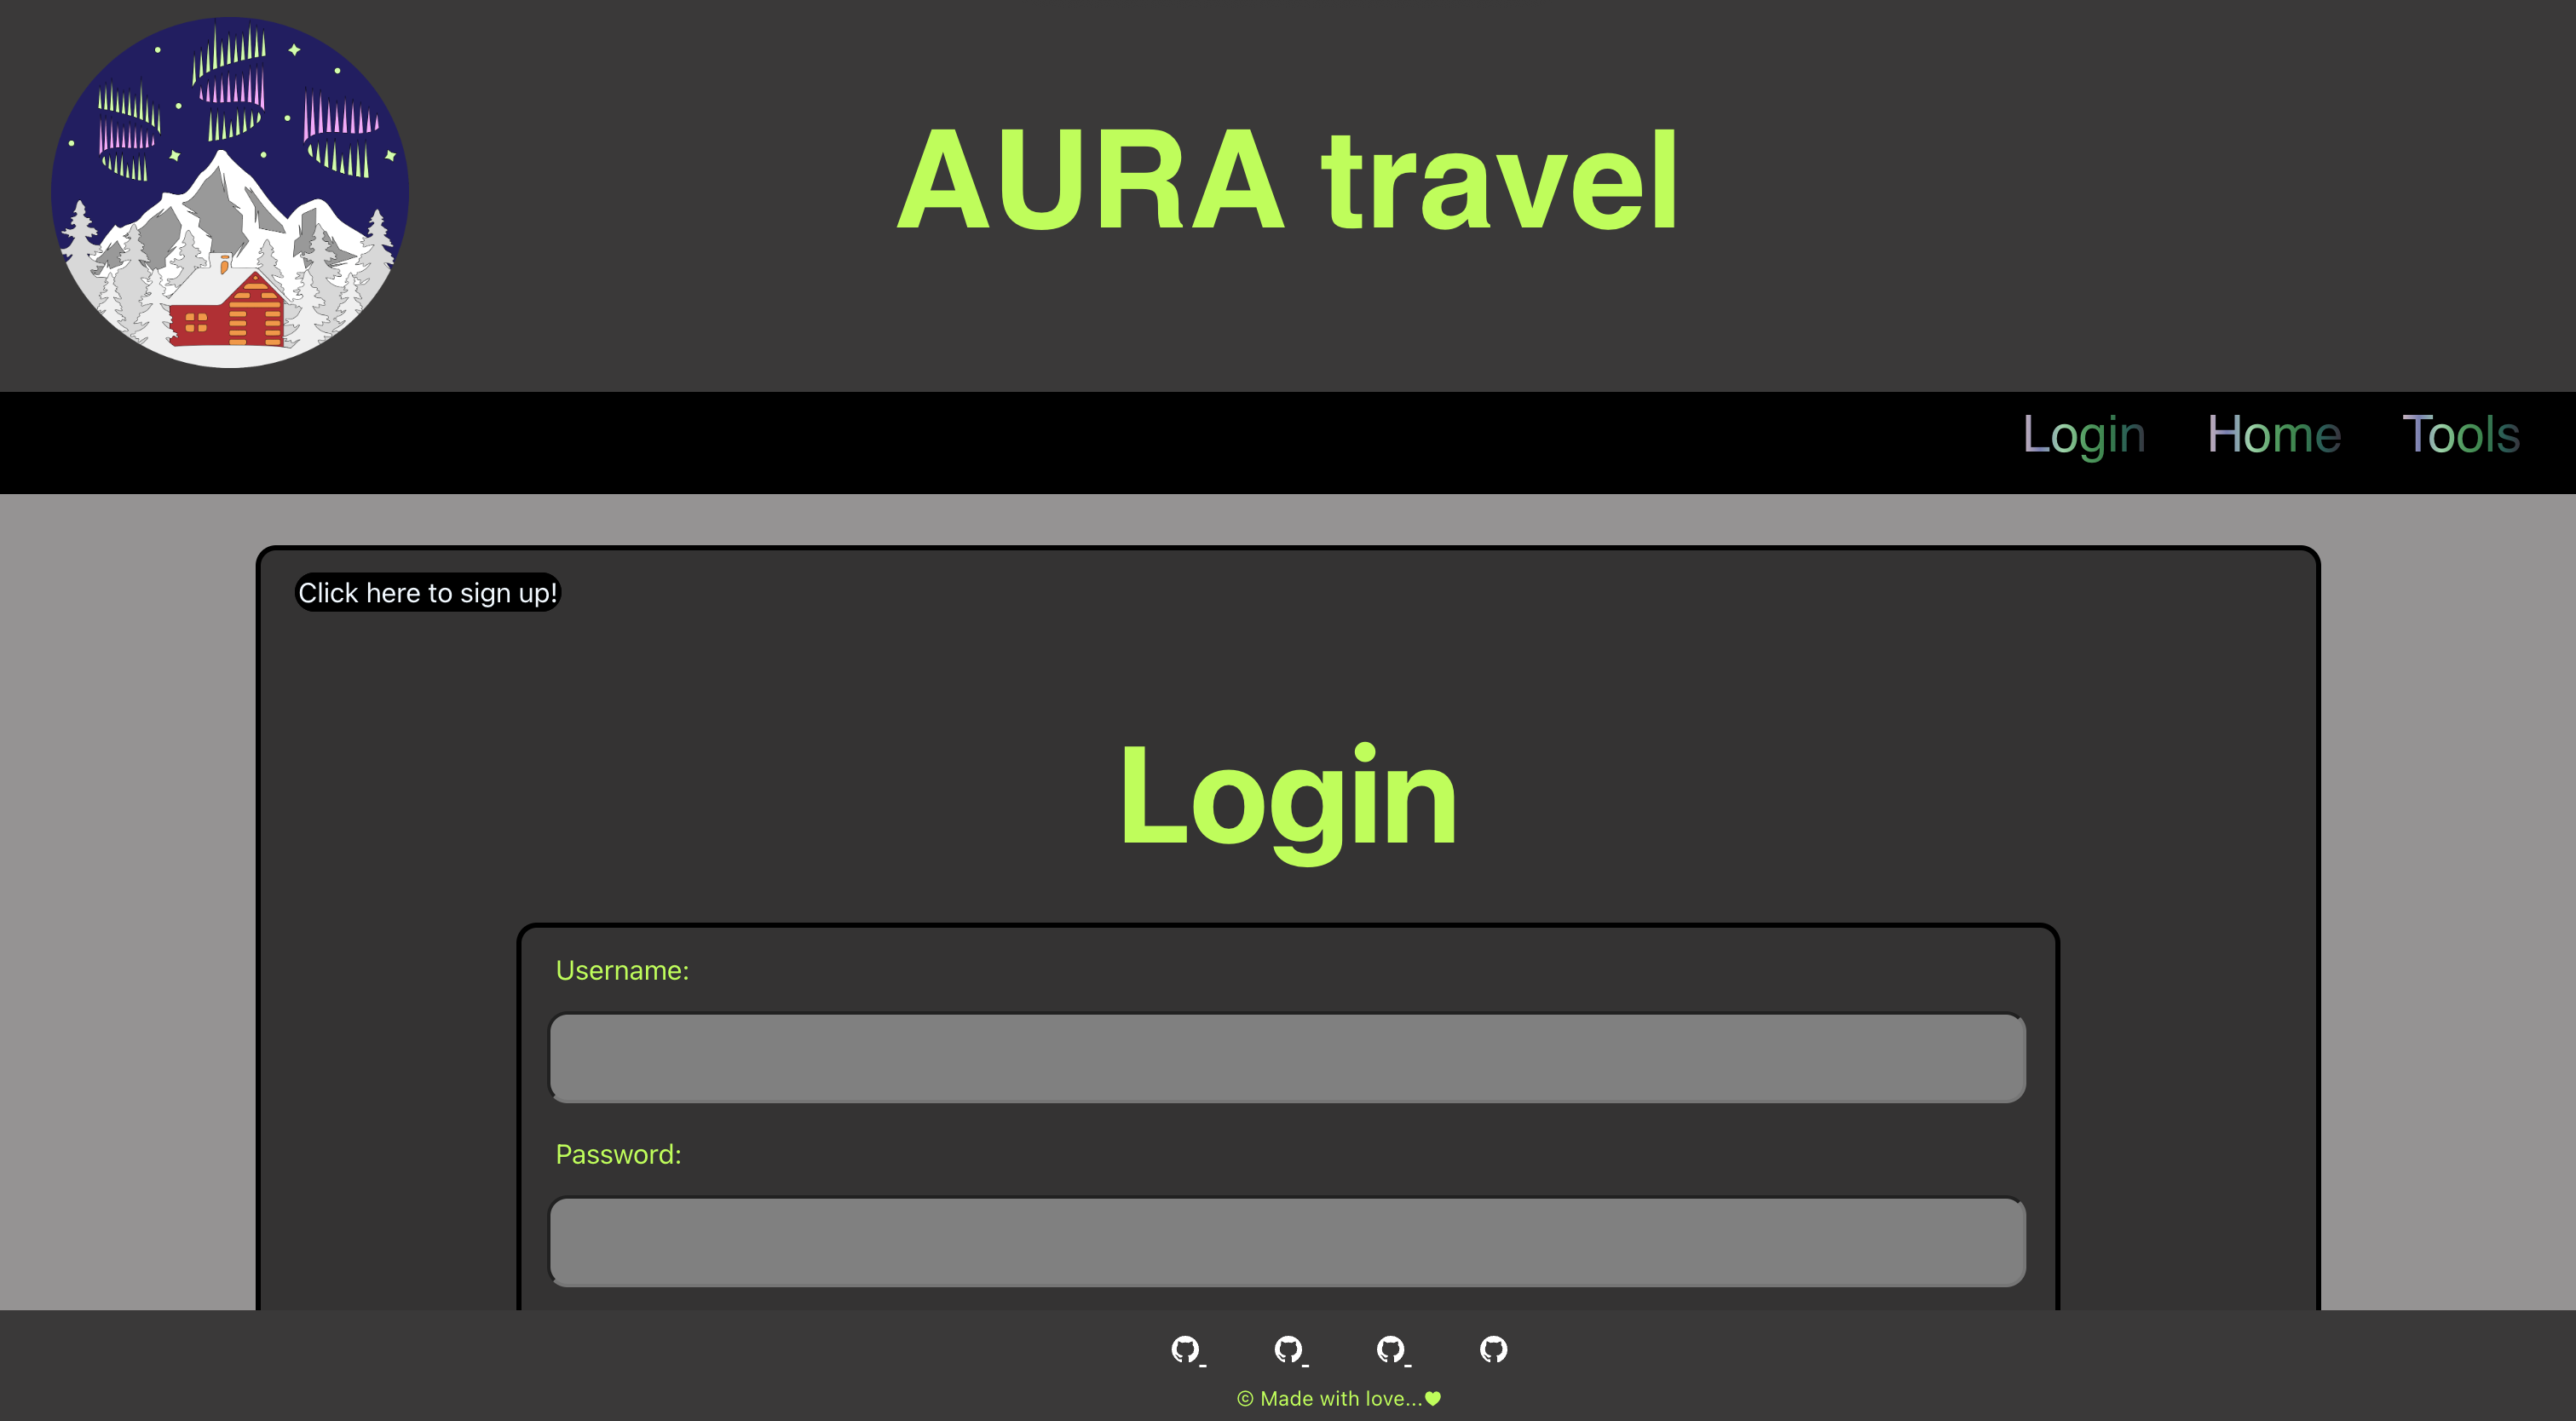 AURA travel
Login Home Tools
Click here to sign up!
Login
Username:
Password:
© Made with love...♥